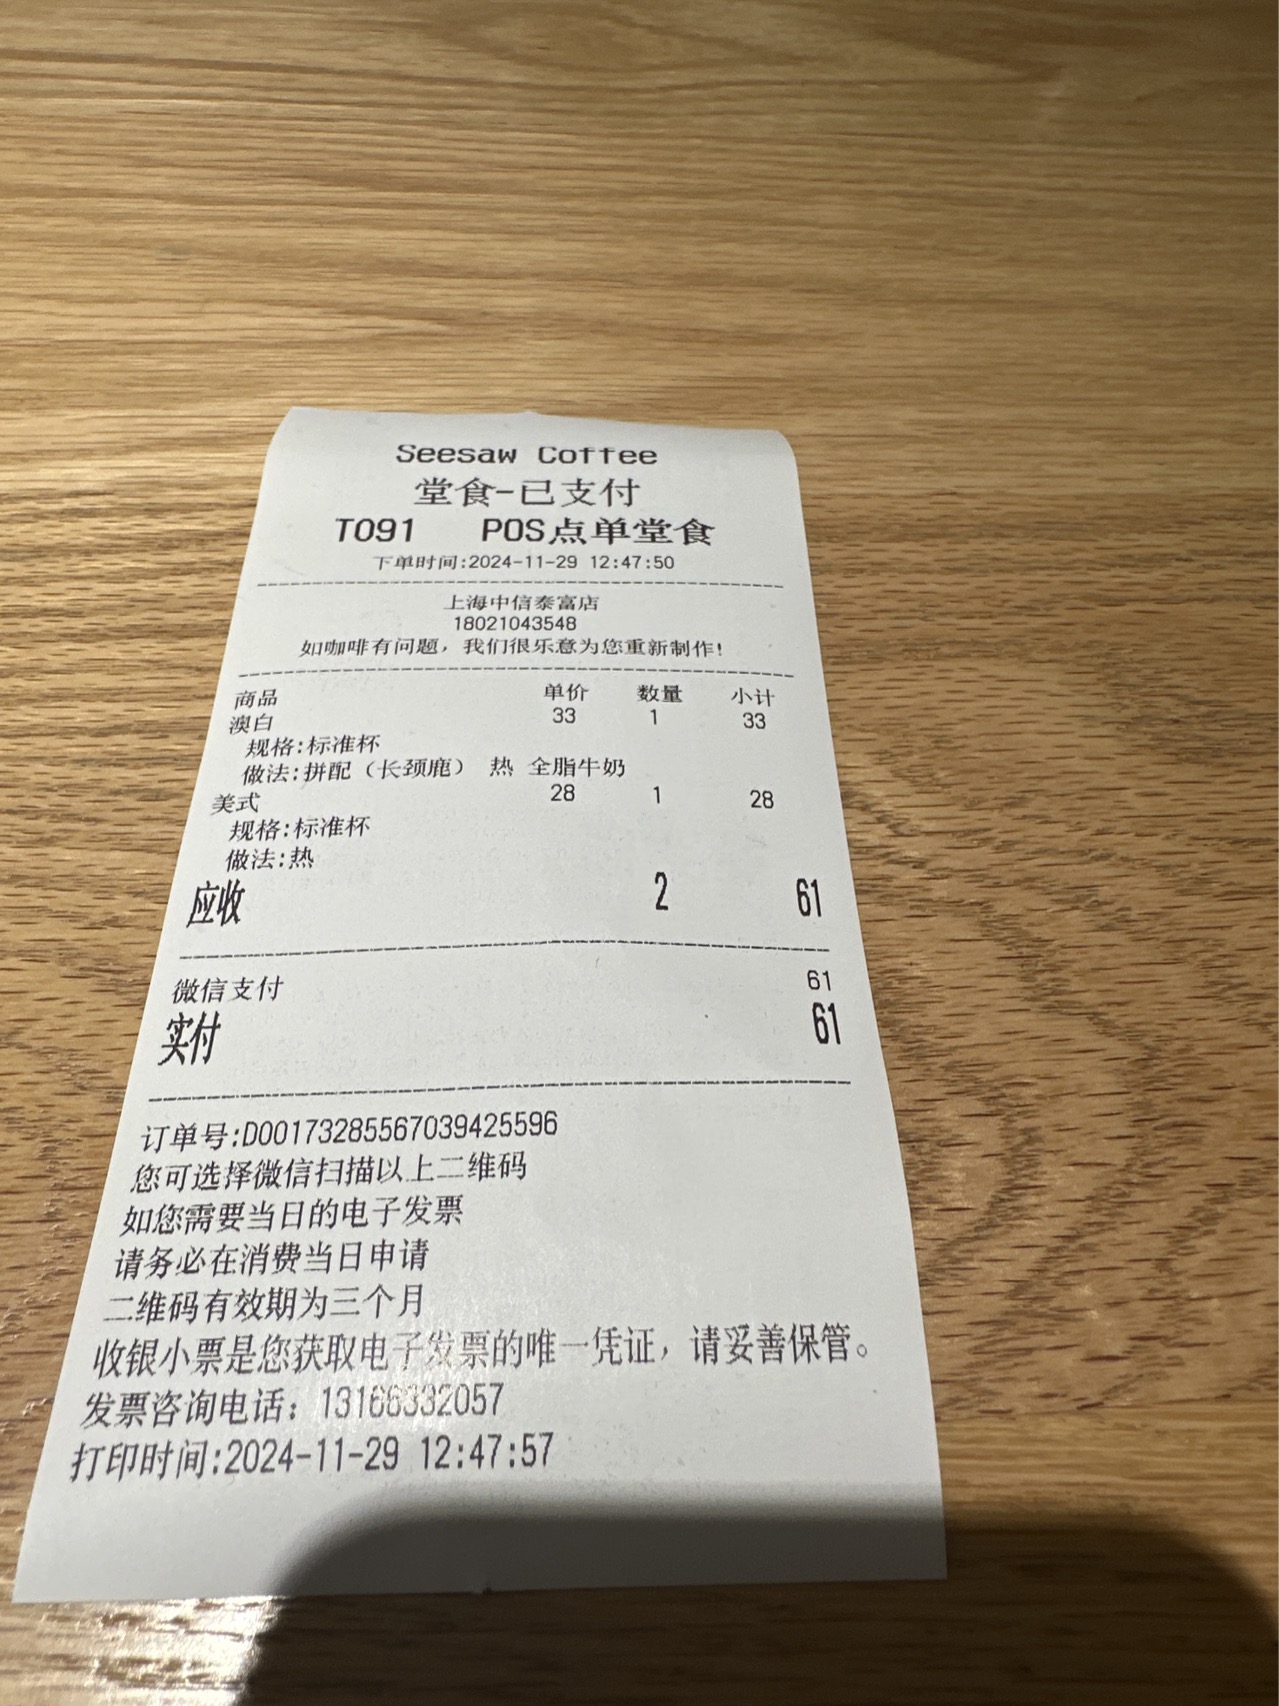 Seesaw Coffee
堂食-已支付
T091 POS点单堂食
下单时间:2024-11-29 12:47:50
上海中信泰富店
18021043548
如咖啡有问题，我们很乐意为您重新制作!
商品 单价 数量 小计
澳白 33 1 33
规格:标准杯
做法:拼配（长颈鹿） 热 全脂牛奶
美式 28 1 28
规格:标准杯
做法:热
应收 2 61
微信支付 61
实付 61
订单号:D001732855670394255​96
您可选择微信扫描以上二维码
如您需要当日的电子发票
请务必在消费当日申请
二维码有效期为三个月
收银小票是您获取电子发票的唯一凭证，请妥善保管。
发票咨询电话：13166332057
打印时间:2024-11-29 12:47:57